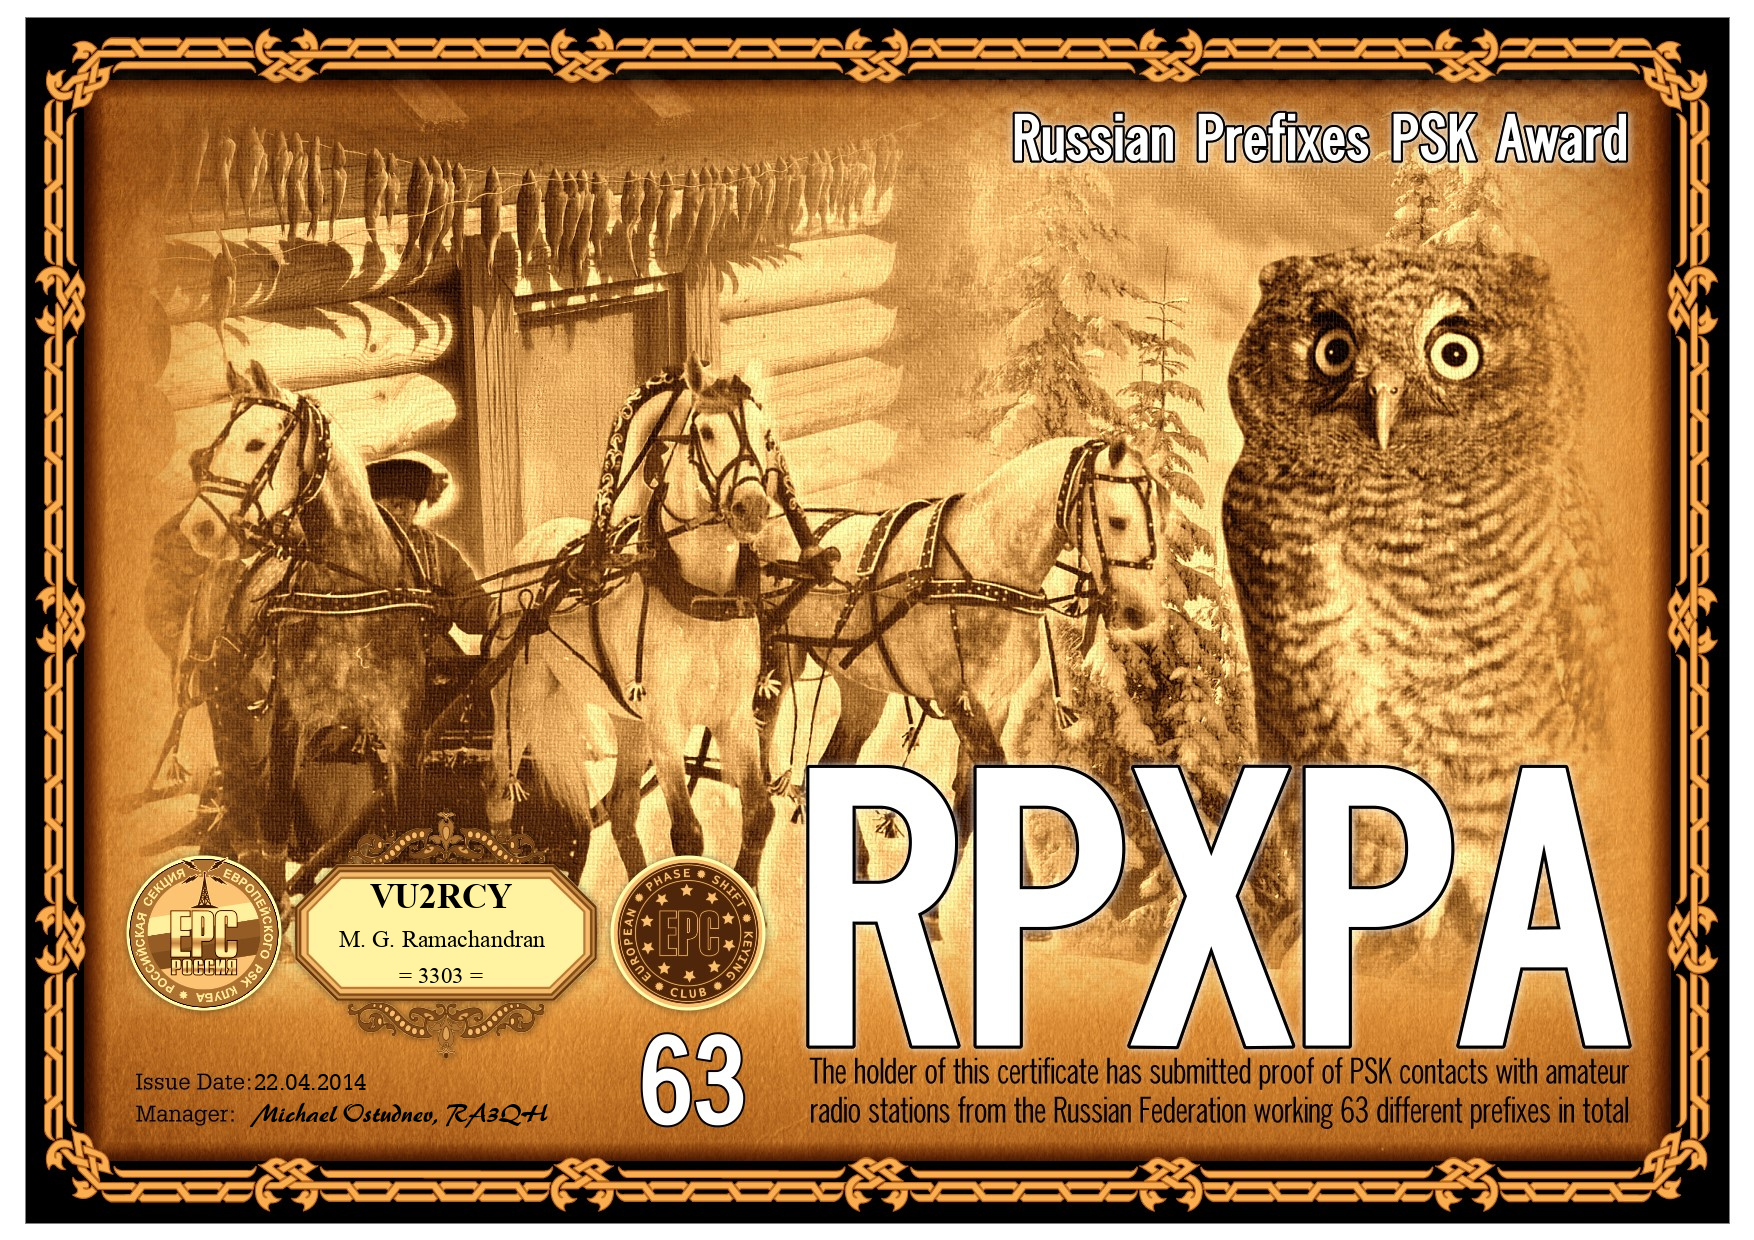 Russian Prefixes PSK Award
RPXPA
РОССИЙСКАЯ СЕКЦИЯ ЕВРОПЕЙСКОГО PSK КЛУБА
EPC
РОССИЯ
VU2RCY
M. G. Ramachandran
= 3303 =
EUROPEAN PHASE SHIFT KEYING CLUB
EPC
63
The holder of this certificate has submitted proof of PSK contacts with amateur
radio stations from the Russian Federation working 63 different prefixes in total
Issue Date: 22.04.2014
Manager: Michael Ostudnev, RA3QH